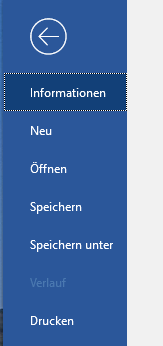 Informationen
Neu
Öffnen
Speichern
Speichern unter
Verlauf
Drucken